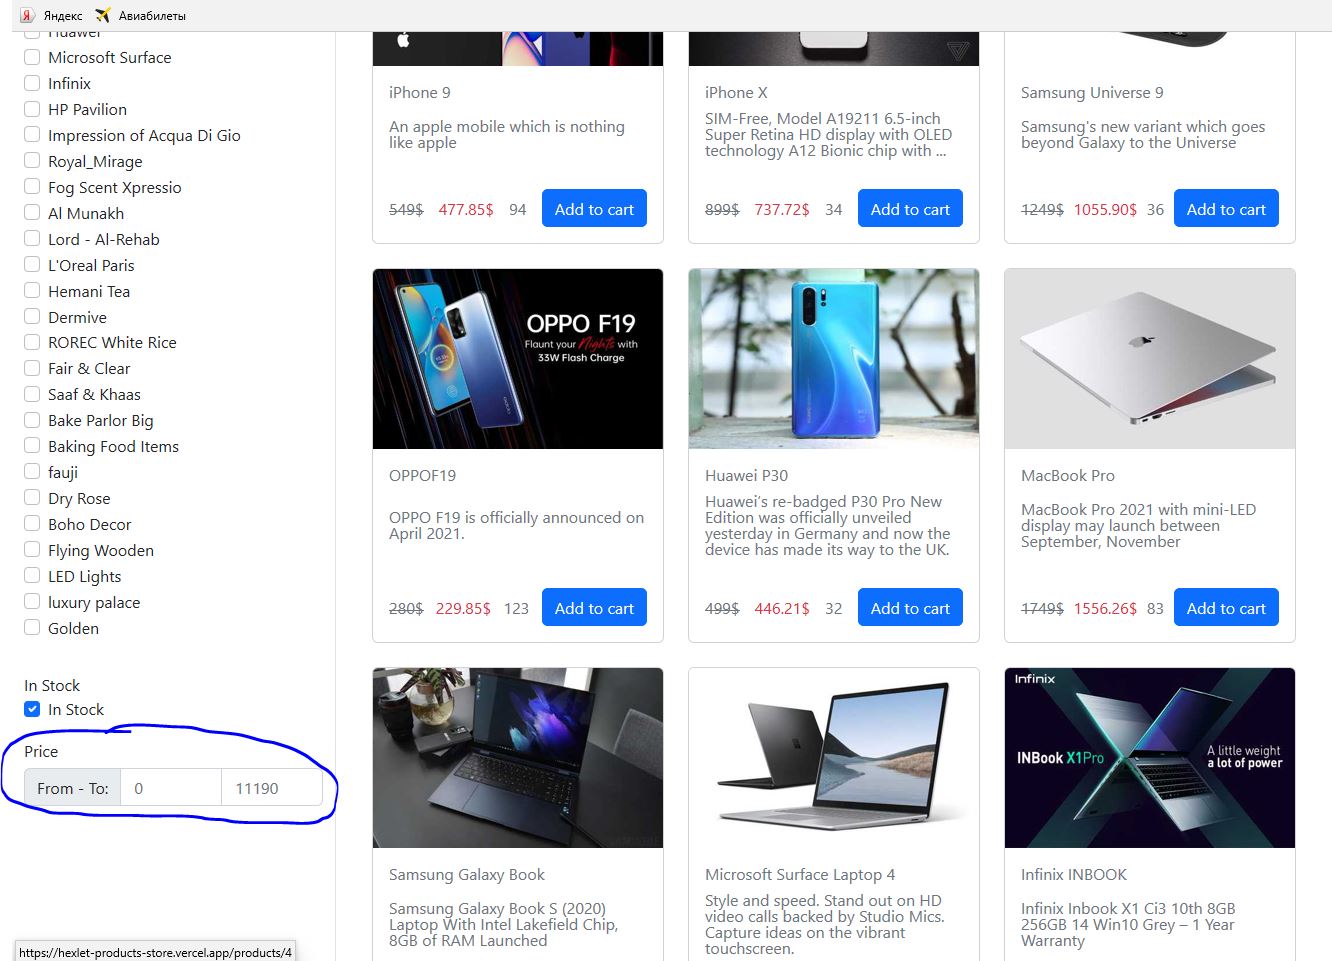 Яндекс
Авиабилеты
Huawei
Microsoft Surface
Infinix
HP Pavilion
Impression of Acqua Di Gio
Royal_Mirage
Fog Scent Xpressio
Al Munakh
Lord - Al-Rehab
L'Oreal Paris
Hemani Tea
Dermive
ROREC White Rice
Fair & Clear
Saaf & Khaas
Bake Parlor Big
Baking Food Items
fauji
Dry Rose
Boho Decor
Flying Wooden
LED Lights
luxury palace
Golden
In Stock
In Stock
Price
From - To:
0
11190
https://hexlet-products-store.vercel.app/products/4
iPhone 9
An apple mobile which is nothing
like apple
549$ 477.85$ 94 Add to cart
iPhone X
SIM-Free, Model A19211 6.5-inch
Super Retina HD display with OLED
technology A12 Bionic chip with ...
899$ 737.72$ 34 Add to cart
Samsung Universe 9
Samsung's new variant which goes
beyond Galaxy to the Universe
1249$ 1055.90$ 36 Add to cart
OPPO F19
Flaunt your Nights with
33W Flash Charge
OPPOF19
OPPO F19 is officially announced on
April 2021.
280$ 229.85$ 123 Add to cart
Huawei P30
Huawei’s re-badged P30 Pro New
Edition was officially unveiled
yesterday in Germany and now the
device has made its way to the UK.
499$ 446.21$ 32 Add to cart
MacBook Pro
MacBook Pro 2021 with mini-LED
display may launch between
September, November
1749$ 1556.26$ 83 Add to cart
Samsung Galaxy Book
Samsung Galaxy Book S (2020)
Laptop With Intel Lakefield Chip,
8GB of RAM Launched
Microsoft Surface Laptop 4
Style and speed. Stand out on HD
video calls backed by Studio Mics.
Capture ideas on the vibrant
touchscreen.
Infinix
INBook X1Pro
A little weight
a lot of power
Infinix INBOOK
Infinix Inbook X1 Ci3 10th 8GB
256GB 14 Win10 Grey – 1 Year
Warranty